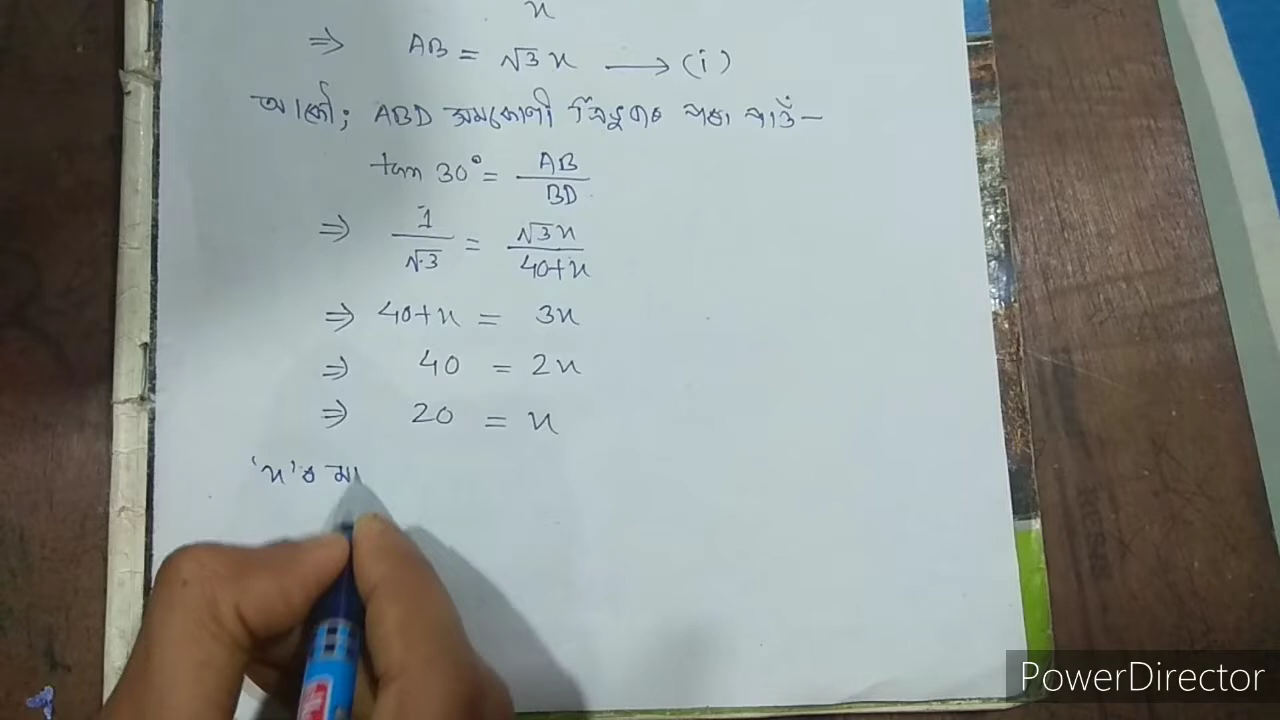 x
⇒ AB = √3x ⟶ (i)
আকৌ; ABD সমকোণী ত্ৰিভুজৰ পৰা পাওঁ—
tan 30° = AB/BD
⇒ 1/√3 = √3x/40+x
⇒ 40+x = 3x
⇒ 40 = 2x
⇒ 20 = x
'x'ৰ মা
PowerDirector